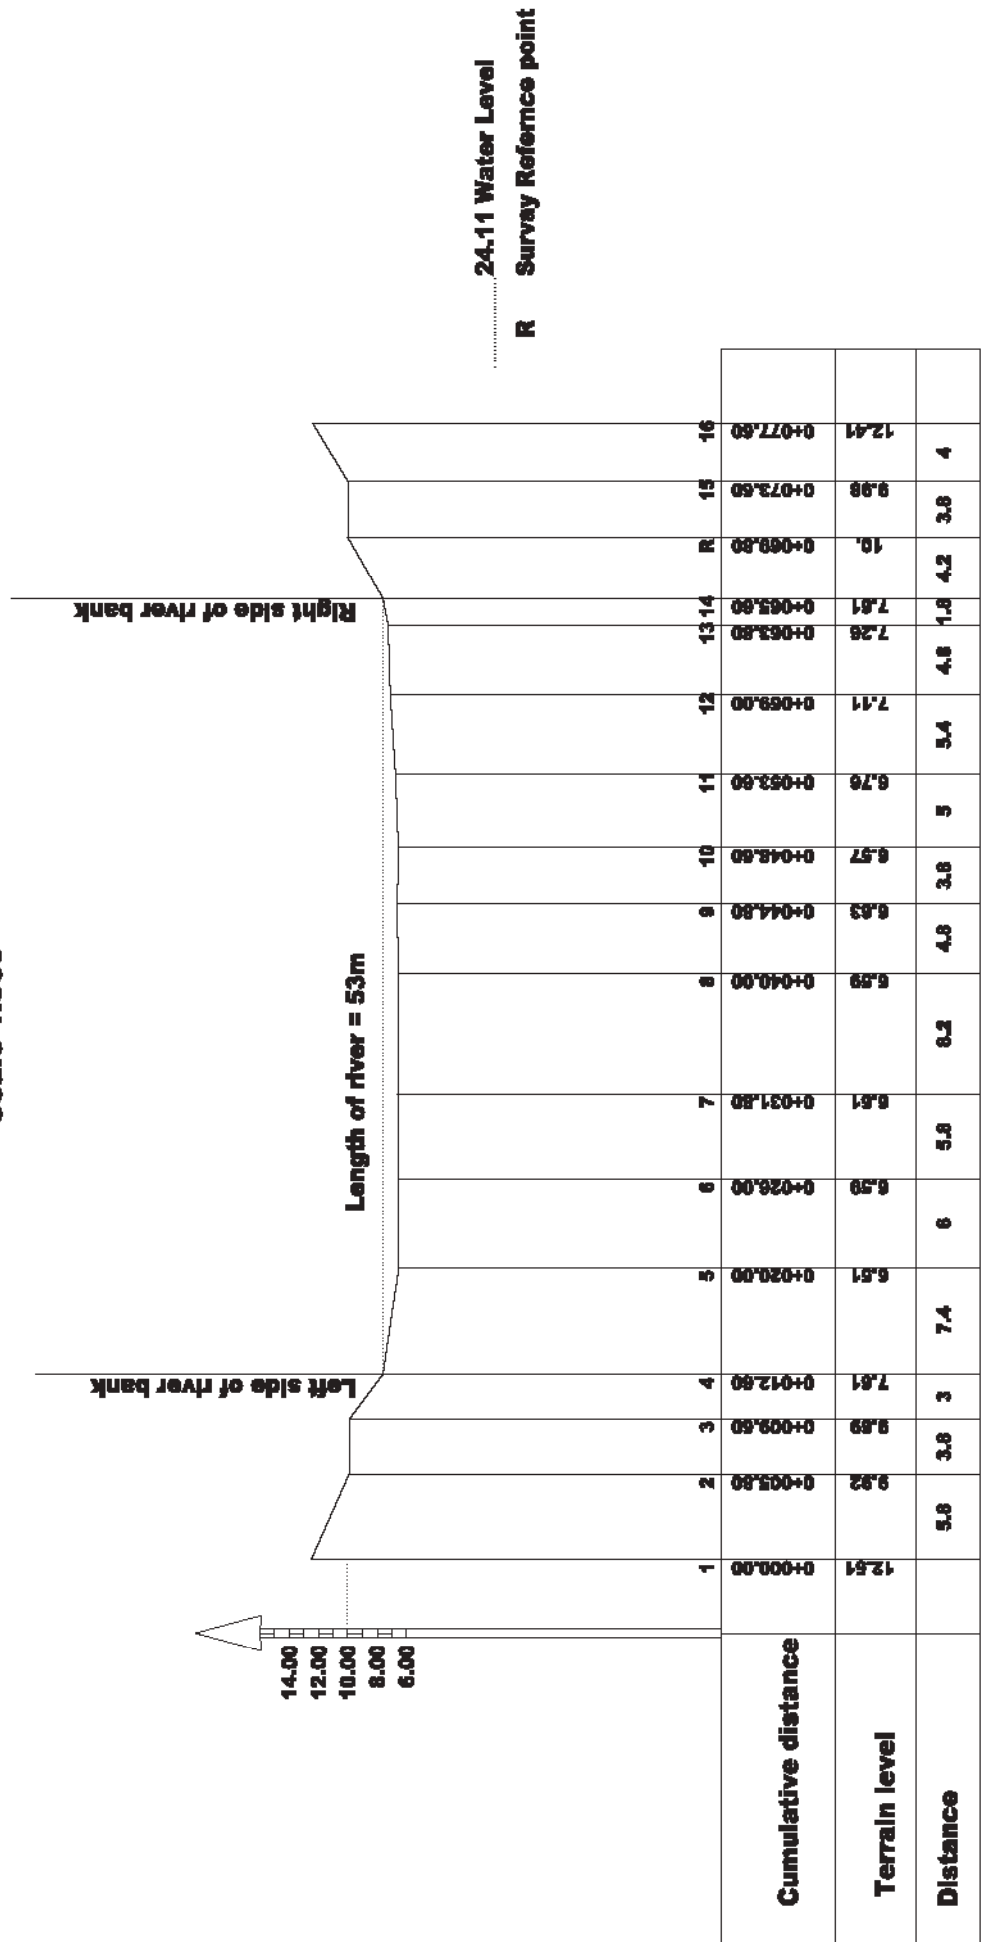 24.11 Water Level
R Survay Refernce point
Right side of river bank
Length of river = 53m
Left side of river bank
14.00
12.00
10.00
8.00
6.00
1 2 3 4 5 6 7 8 9 10 11 12 13 14 R 15 16
Cumulative distance 0+000.00 0+005.80 0+009.60 0+012.60 0+020.00 0+026.00 0+031.80 0+040.00 0+044.80 0+048.60 0+053.60 0+059.00 0+063.80 0+065.60 0+069.80 0+073.60 0+077.60
Terrain level 12.51 9.92 9.89 7.61 6.51 6.59 6.61 6.59 6.63 6.57 6.76 7.11 7.26 7.61 10. 9.98 12.41
Distance 5.8 3.8 3 7.4 6 5.8 8.2 4.8 3.8 5 5.4 4.8 1.8 4.2 3.8 4